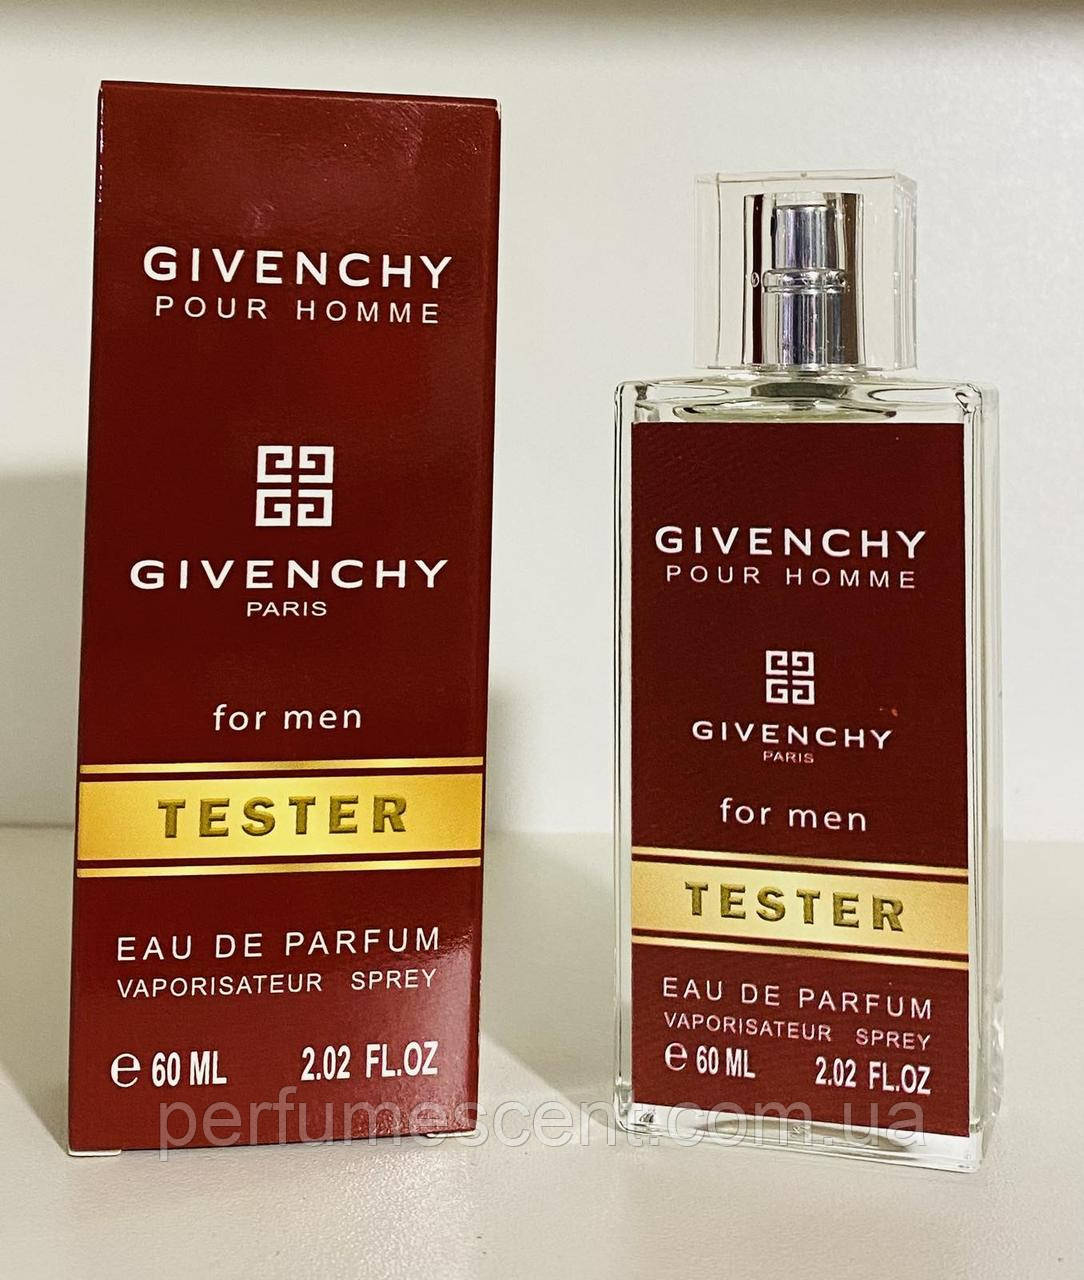 GIVENCHY
POUR HOMME
GIVENCHY
PARIS
for men
TESTER
EAU DE PARFUM
VAPORISATEUR SPREY
℮ 60 ML 2.02 FL.OZ
GIVENCHY
POUR HOMME
GIVENCHY
PARIS
for men
TESTER
EAU DE PARFUM
VAPORISATEUR SPREY
℮ 60 ML 2.02 FL.OZ
perfumescent.com.ua